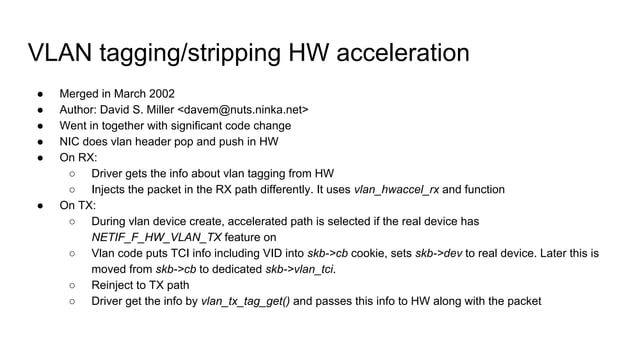 VLAN tagging/stripping HW acceleration
● Merged in March 2002
● Author: David S. Miller <davem@nuts.ninka.net>
● Went in together with significant code change
● NIC does vlan header pop and push in HW
● On RX:
○ Driver gets the info about vlan tagging from HW
○ Injects the packet in the RX path differently. It uses vlan_hwaccel_rx and function
● On TX:
○ During vlan device create, accelerated path is selected if the real device has
NETIF_F_HW_VLAN_TX feature on
○ Vlan code puts TCI info including VID into skb->cb cookie, sets skb->dev to real device. Later this is
moved from skb->cb to dedicated skb->vlan_tci.
○ Reinject to TX path
○ Driver get the info by vlan_tx_tag_get() and passes this info to HW along with the packet